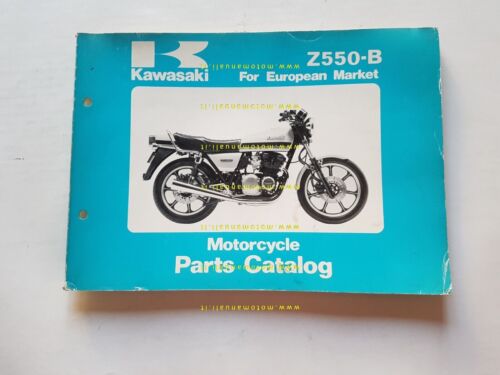 Kawasaki
Z550-B
For European Market
Motorcycle
Parts Catalog
www.motomanuali.it
www.motomanuali.it
www.motomanuali.it
www.motomanuali.it
www.motomanuali.it